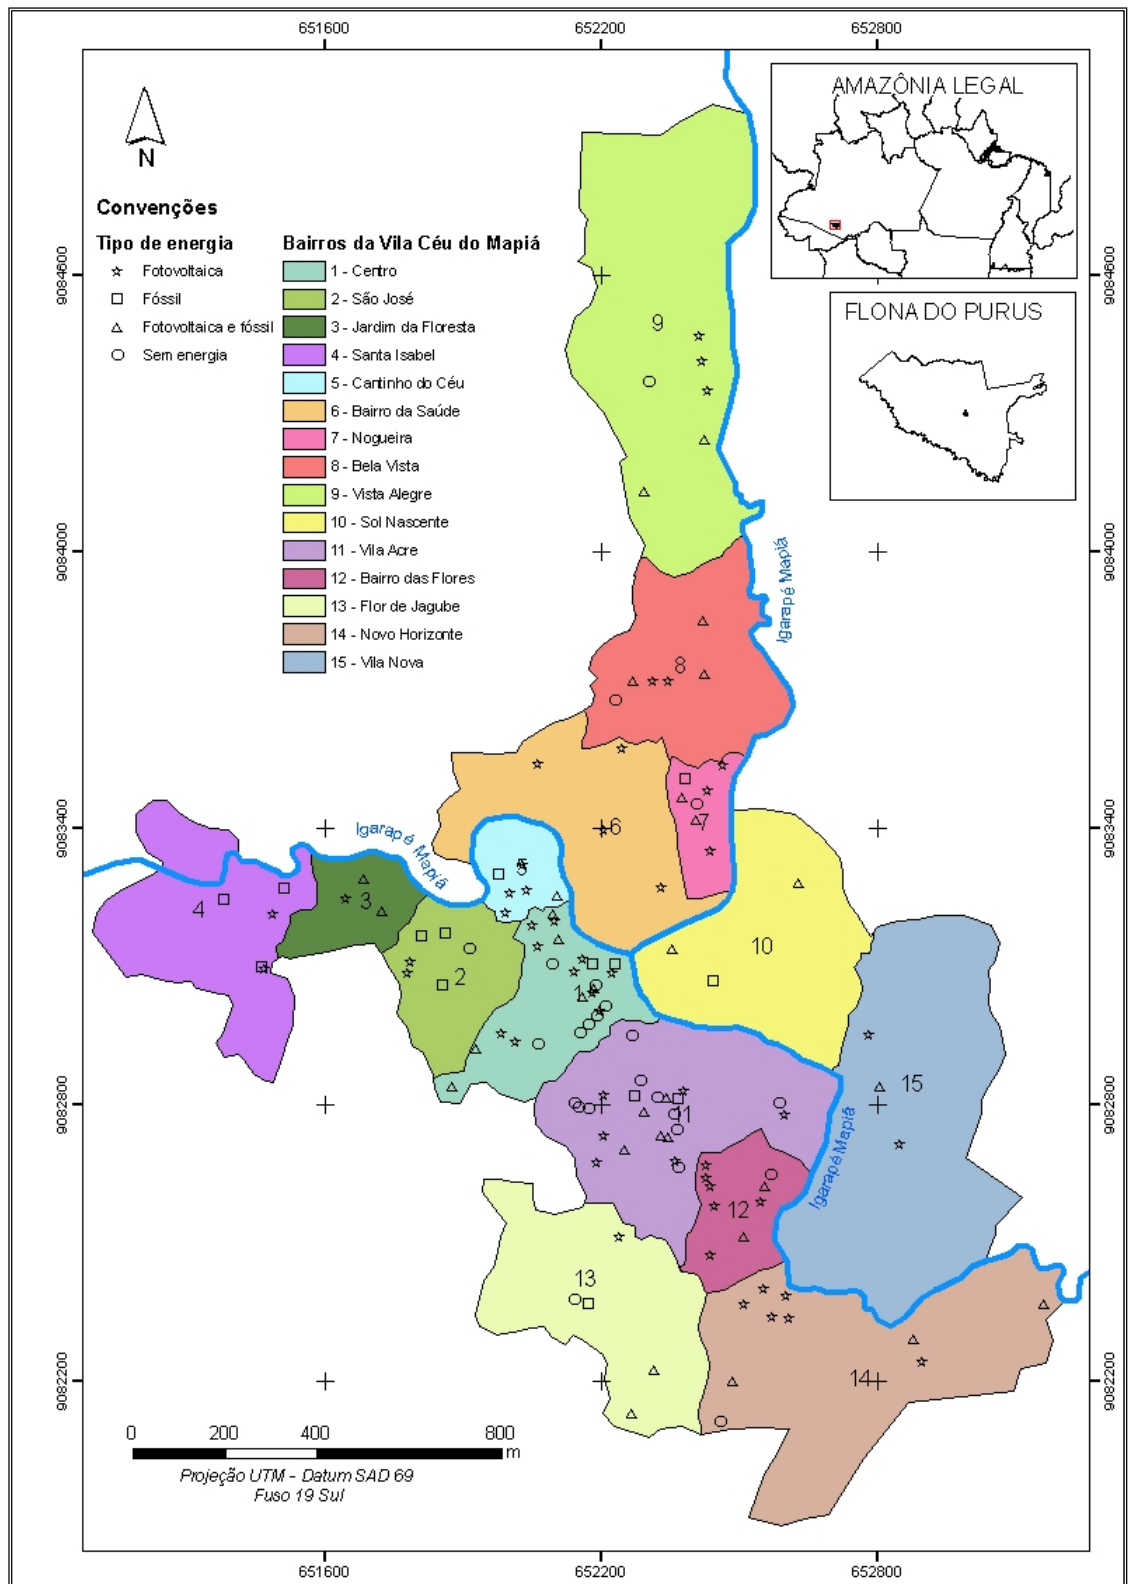 651600 652200 652800
AMAZÔNIA LEGAL
N
Convenções
Tipo de energia
Fotovoltaica
Fóssil
Fotovoltaica e fóssil
Sem energia
Bairros da Vila Céu do Mapiá
1 - Centro
2 - São José
3 - Jardim da Floresta
4 - Santa Isabel
5 - Cantinho do Céu
6 - Bairro da Saúde
7 - Nogueira
8 - Bela Vista
9 - Vista Alegre
10 - Sol Nascente
11 - Vila Acre
12 - Bairro das Flores
13 - Flor de Jagube
14 - Novo Horizonte
15 - Vila Nova
FLONA DO PURUS
9084600
9084600
9084000
9084000
9083400
9083400
9082800
9082800
9082200
9082200
9
Igarapé Mapiá
8
7
6
Igarapé Mapiá
5
3
4
2
10
1
15
11
Igarapé Mapiá
12
13
14
0 200 400 800
m
Projeção UTM - Datum SAD 69
Fuso 19 Sul
651600 652200 652800